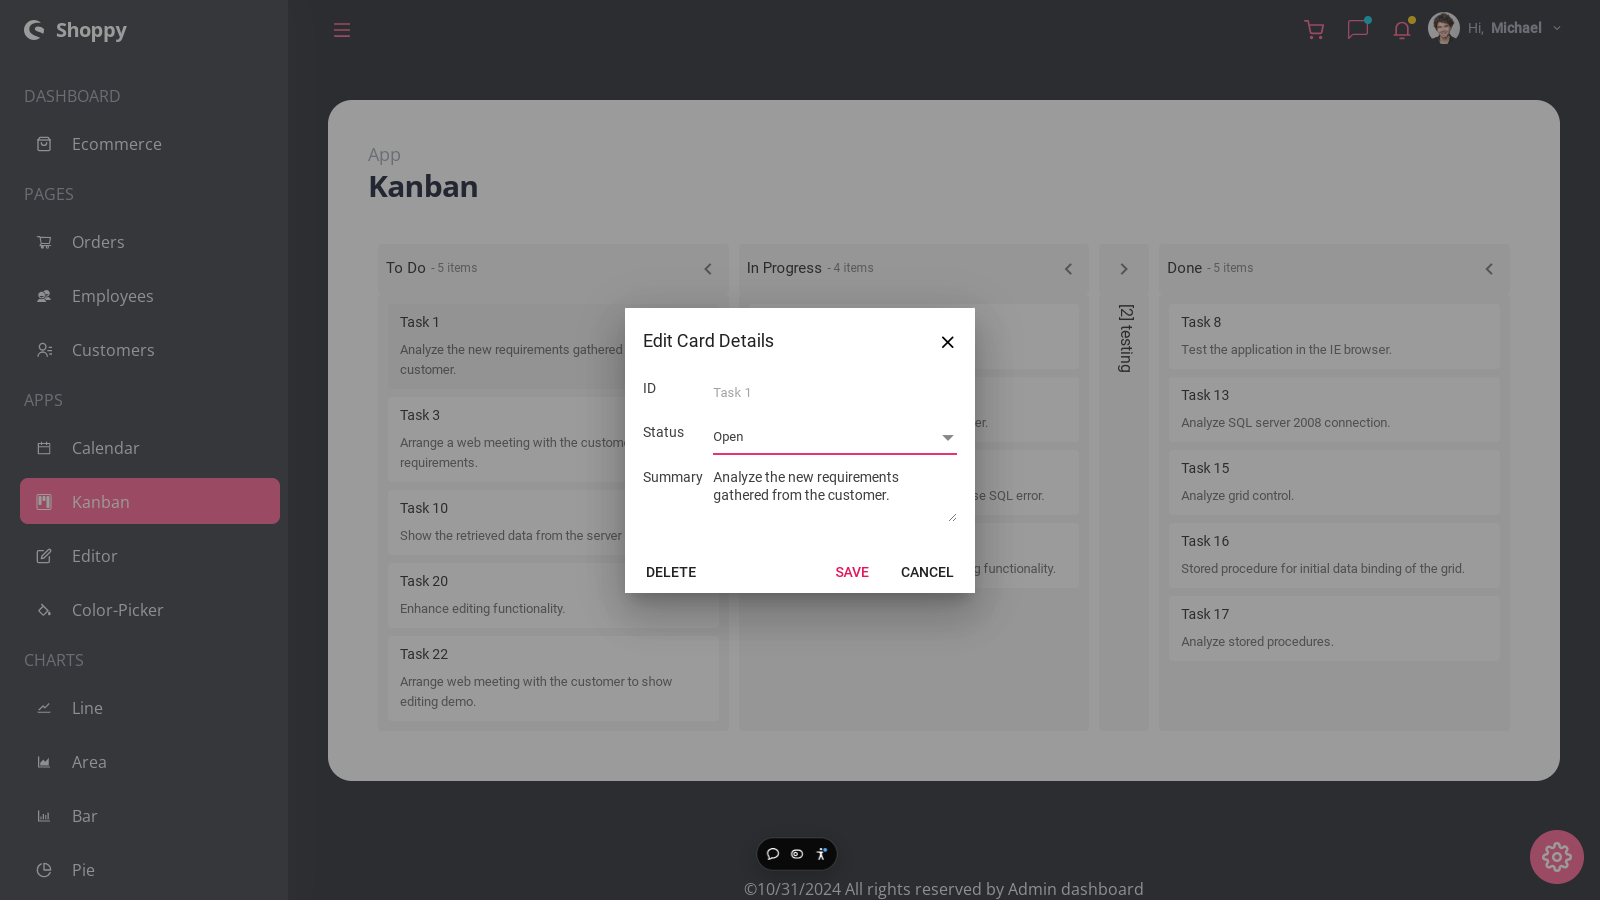 Shoppy
DASHBOARD
Ecommerce
PAGES
Orders
Employees
Customers
APPS
Calendar
Kanban
Editor
Color-Picker
CHARTS
Line
Area
Bar
Pie
Hi, Michael
App
Kanban
To Do - 5 items
Task 1
Analyze the new requirements gathered
customer.
Task 3
Arrange a web meeting with the custome
requirements.
Task 10
Show the retrieved data from the server
Task 20
Enhance editing functionality.
Task 22
Arrange web meeting with the customer to show
editing demo.
In Progress - 4 items
er.
se SQL error.
g functionality.
[2] testing
Done - 5 items
Task 8
Test the application in the IE browser.
Task 13
Analyze SQL server 2008 connection.
Task 15
Analyze grid control.
Task 16
Stored procedure for initial data binding of the grid.
Task 17
Analyze stored procedures.
Edit Card Details
ID Task 1
Status Open
Summary Analyze the new requirements
gathered from the customer.
DELETE SAVE CANCEL
©10/31/2024 All rights reserved by Admin dashboard